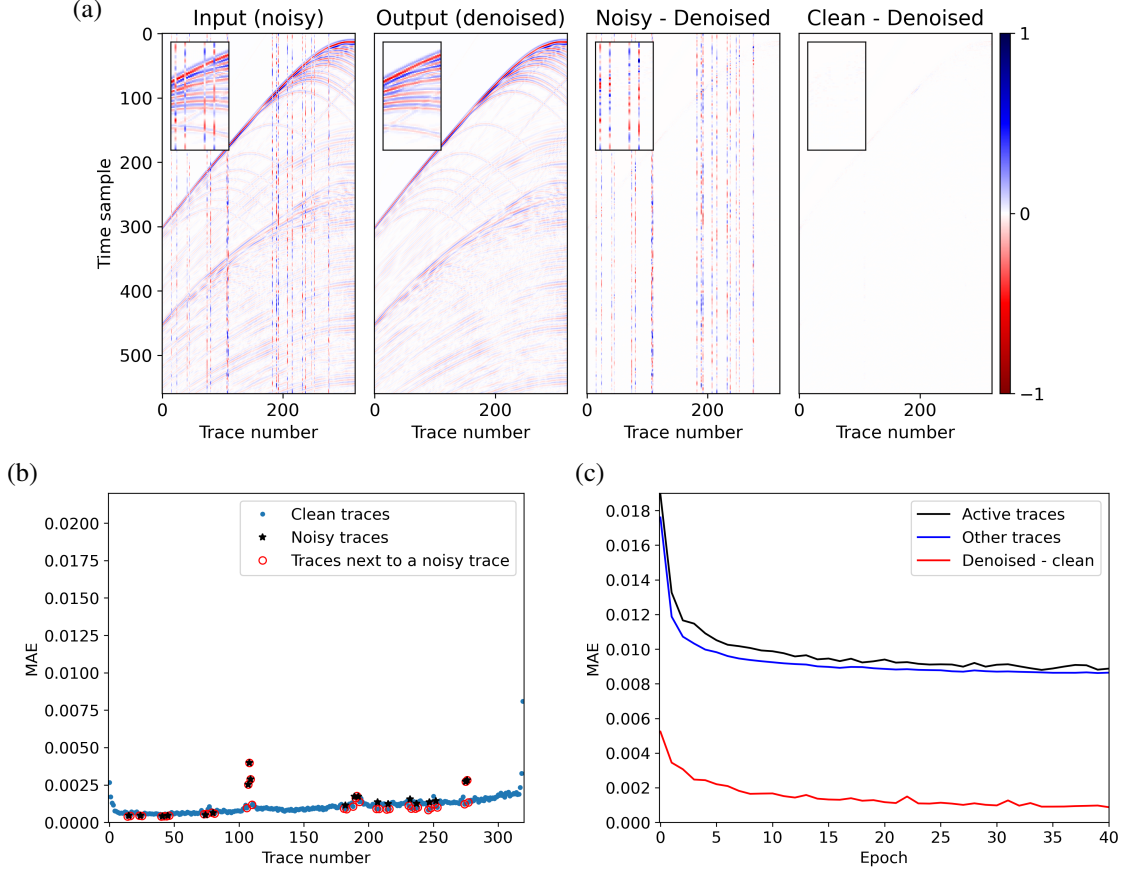 (a)
Input (noisy) Output (denoised) Noisy - Denoised Clean - Denoised
0
100
200
300
400
500
Time sample
0 200
0 200
0 200
0 200
Trace number Trace number Trace number Trace number
1
0
−1
(b)
0.0200
0.0175
0.0150
0.0125
0.0100
0.0075
0.0050
0.0025
0.0000
MAE
Clean traces
Noisy traces
Traces next to a noisy trace
0 50 100 150 200 250 300
Trace number
(c)
0.018
0.016
0.014
0.012
0.010
0.008
0.006
0.004
0.002
0.000
MAE
Active traces
Other traces
Denoised - clean
0 5 10 15 20 25 30 35 40
Epoch